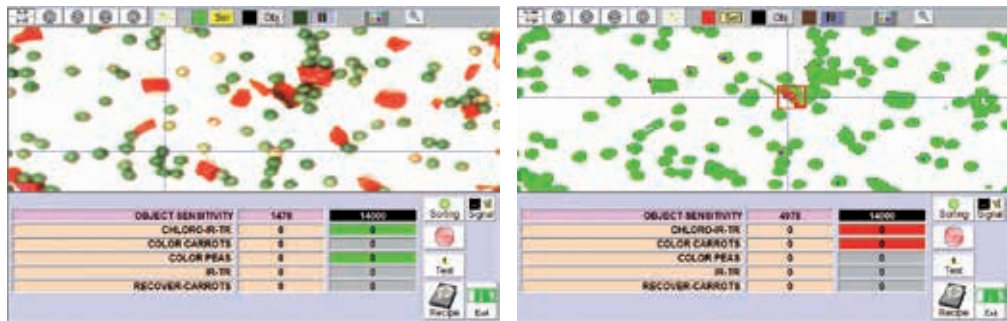 Sel Obj
OBJECT SENSITIVITY 1478 14000
CHLORO-IR-TR 0 0
COLOR CARROTS 0 0
COLOR PEAS 0 0
IR-TR 0 0
RECOVER-CARROTS 0 0
Sorting Signal
Test
Recipe Exit
Sel Obj
OBJECT SENSITIVITY 4978 14000
CHLORO-IR-TR 0 0
COLOR CARROTS 0 0
COLOR PEAS 0 0
IR-TR 0 0
RECOVER-CARROTS 0 0
Sorting Signal
Test
Recipe Exit